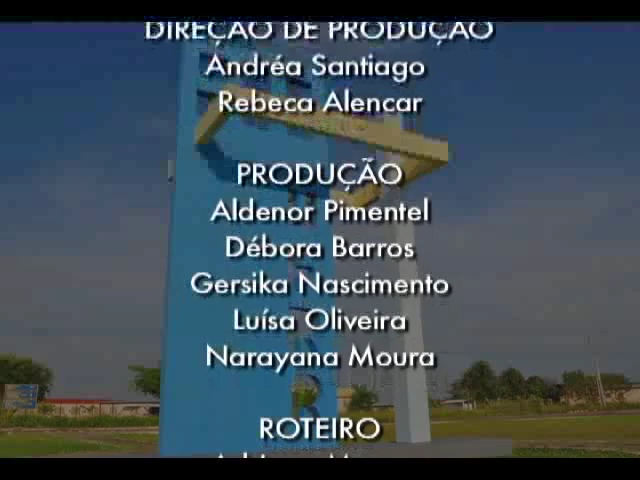 DIREÇÃO DE PRODUÇÃO
Andréa Santiago
Rebeca Alencar
PRODUÇÃO
Aldenor Pimentel
Débora Barros
Gersika Nascimento
Luísa Oliveira
Narayana Moura
ROTEIRO